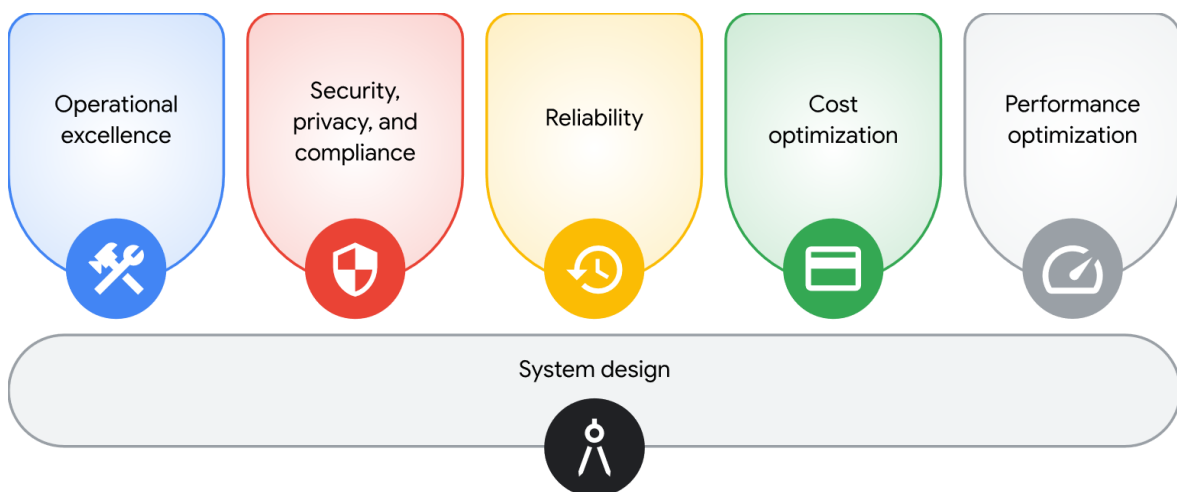 Operational
excellence
Security,
privacy, and
compliance
Reliability
Cost
optimization
Performance
optimization
System design